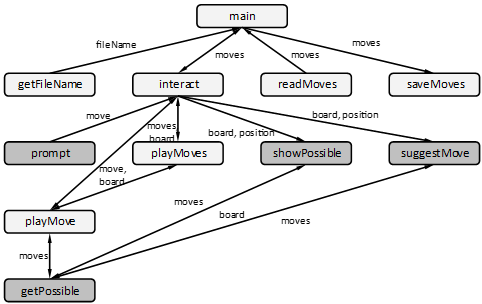 main
fileName
moves
moves
moves
getFileName
interact
readMoves
saveMoves
move
moves,
board
board, position
board, position
prompt
playMoves
showPossible
suggestMove
move,
board
moves
board
moves
playMove
moves
getPossible